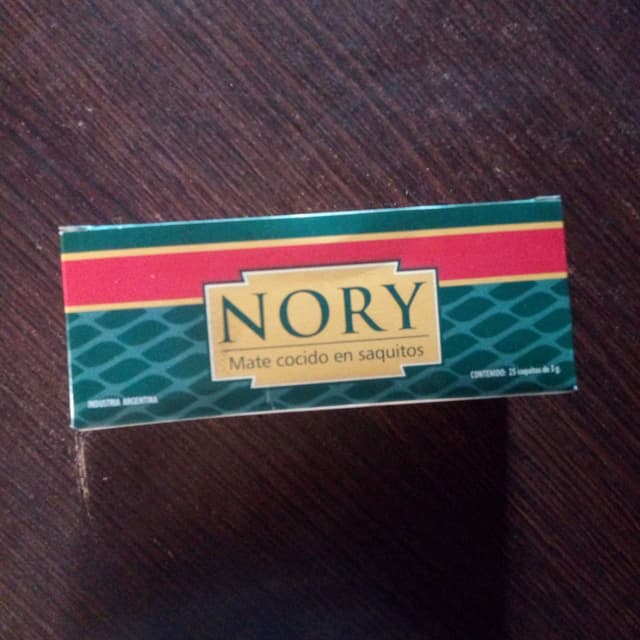 NORY
Mate cocido en saquitos
INDUSTRIA ARGENTINA
CONTENIDO: 25 saquitos de 3 g.